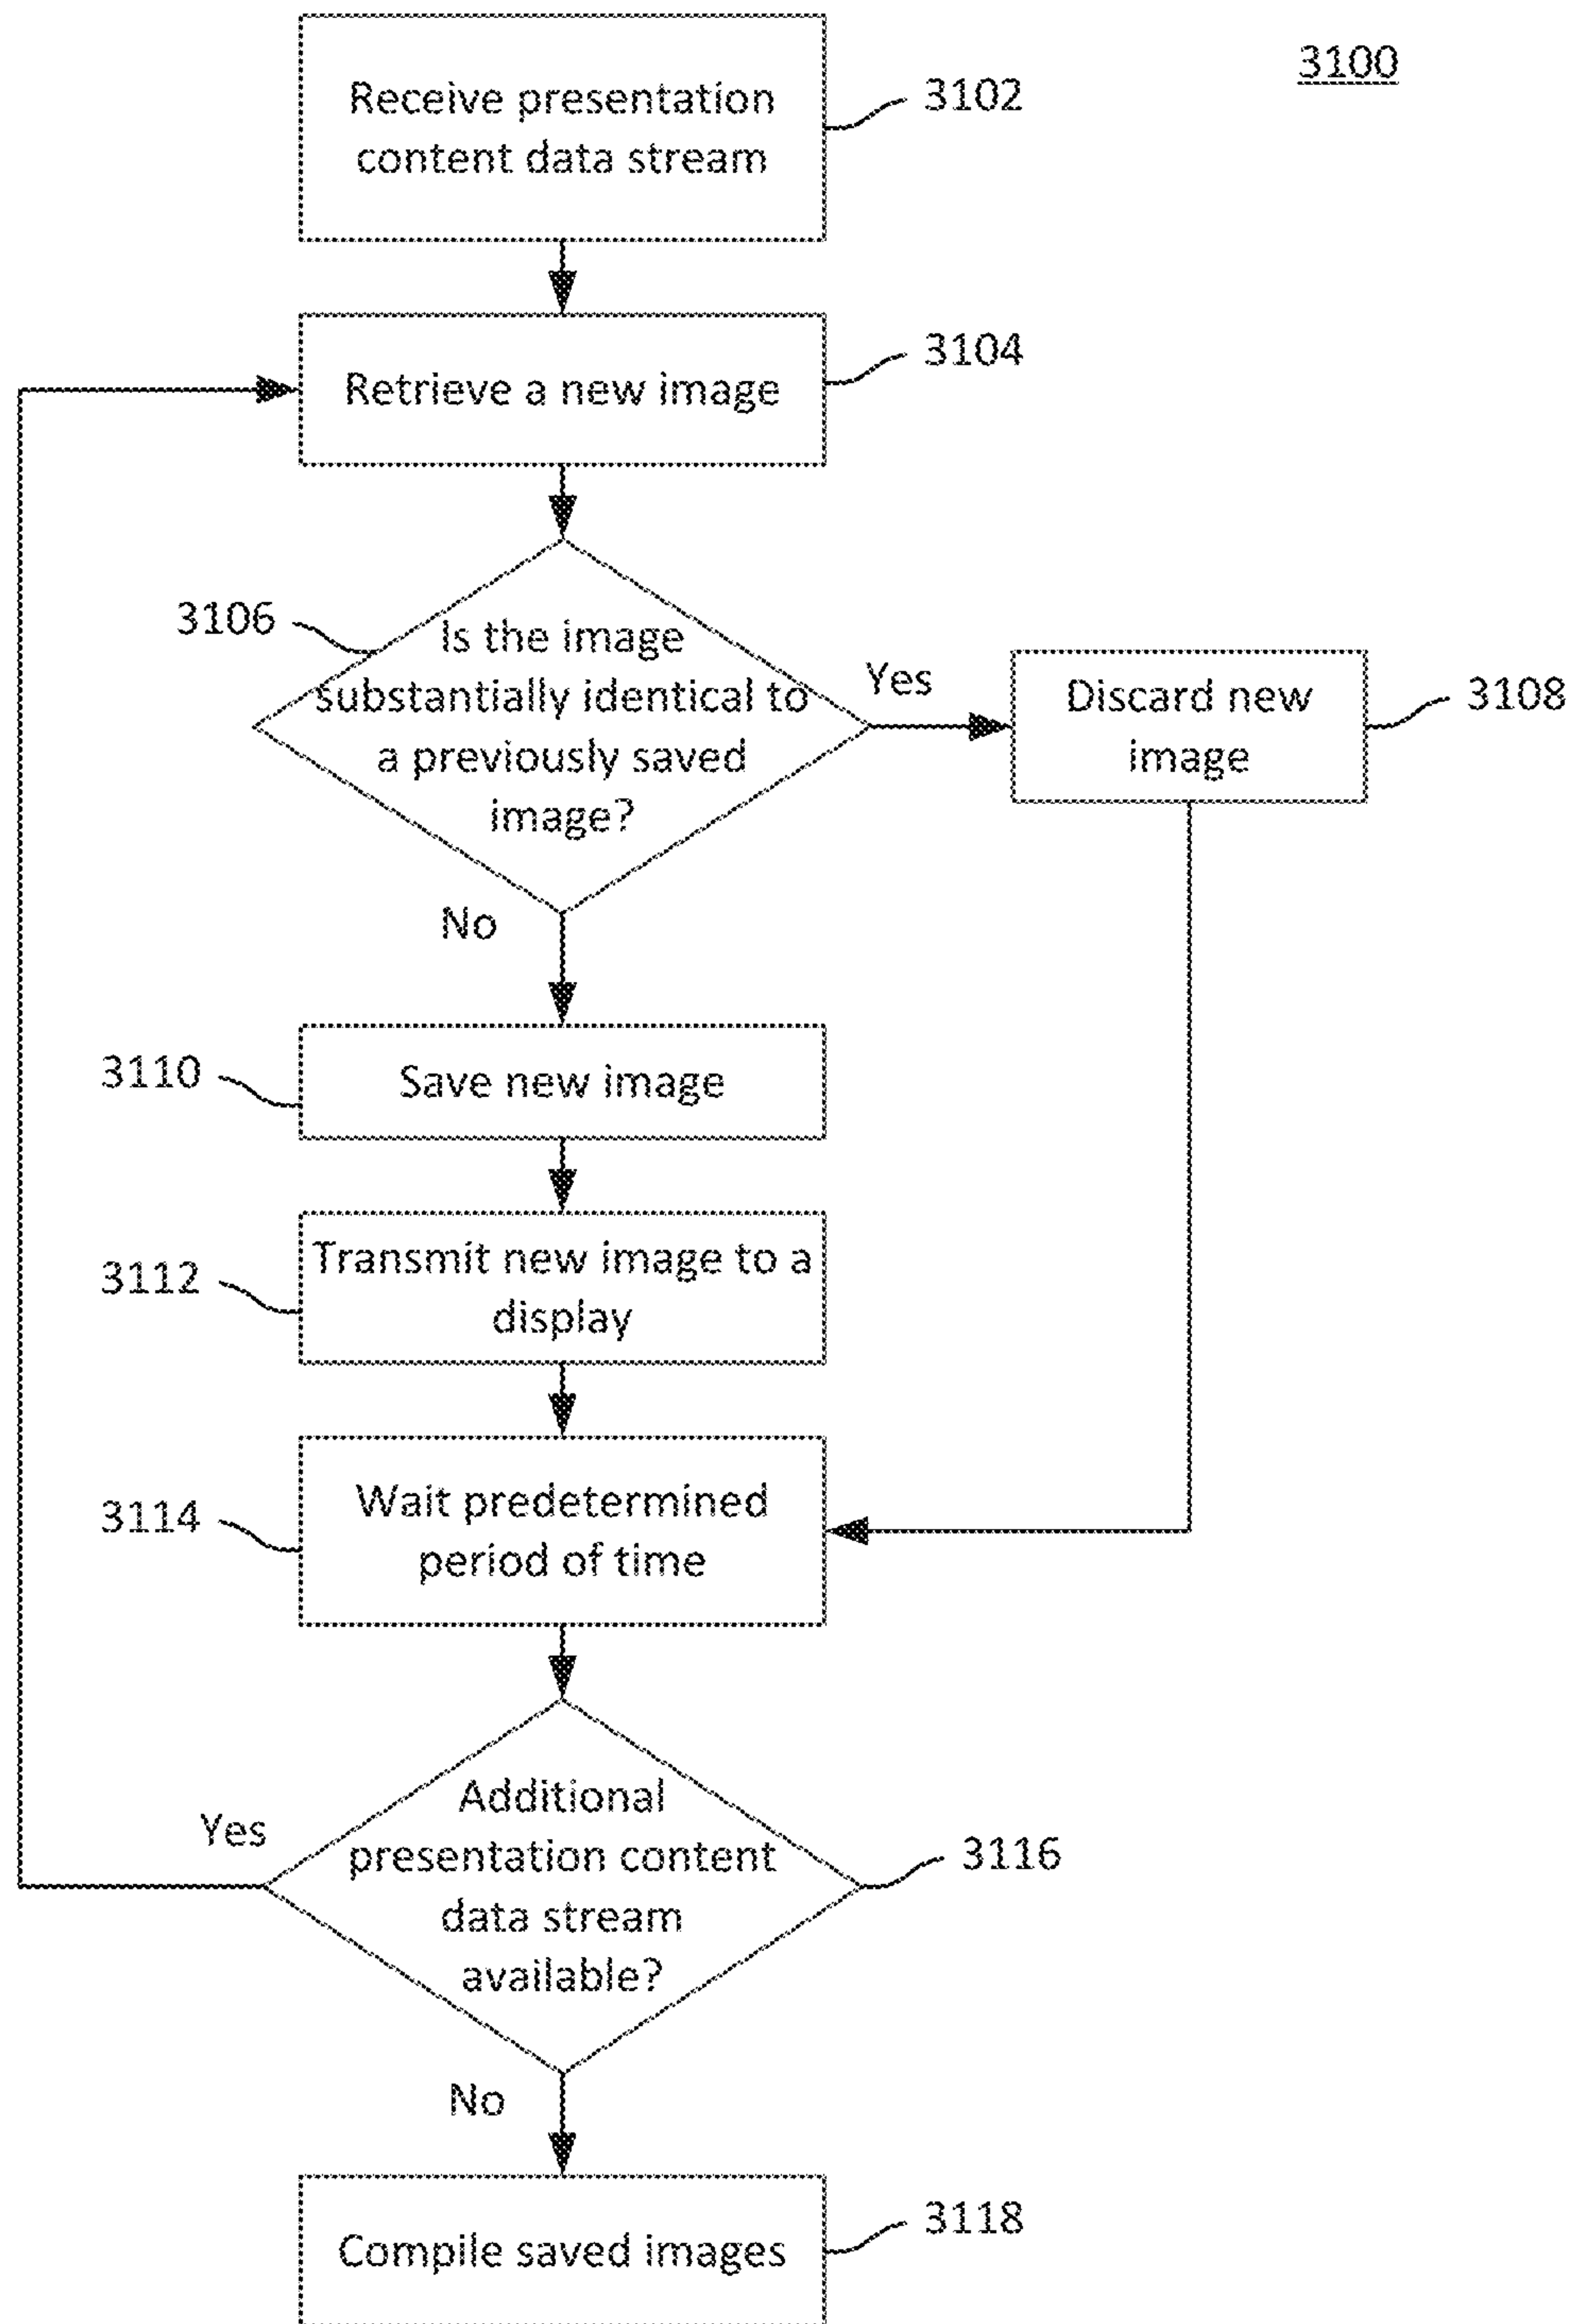 3100
Receive presentation
content data stream
3102
Retrieve a new image
3104
3106
Is the image
substantially identical to
a previously saved
image?
Yes
Discard new
image
3108
No
3110
Save new image
3112
Transmit new image to a
display
3114
Wait predetermined
period of time
Yes
Additional
presentation content
data stream
available?
3116
No
Compile saved images
3118